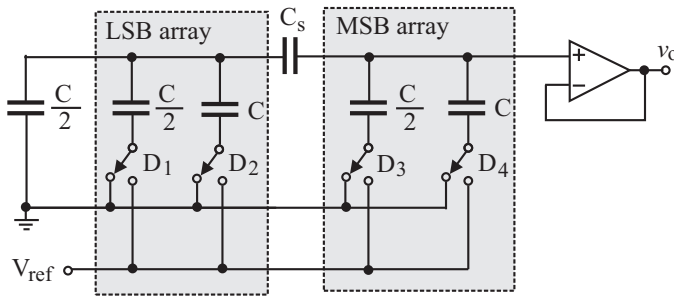 LSB array
C_s
MSB array
v_o
C/2
C/2
C
C/2
C
+
−
D_1
D_2
D_3
D_4
V_ref